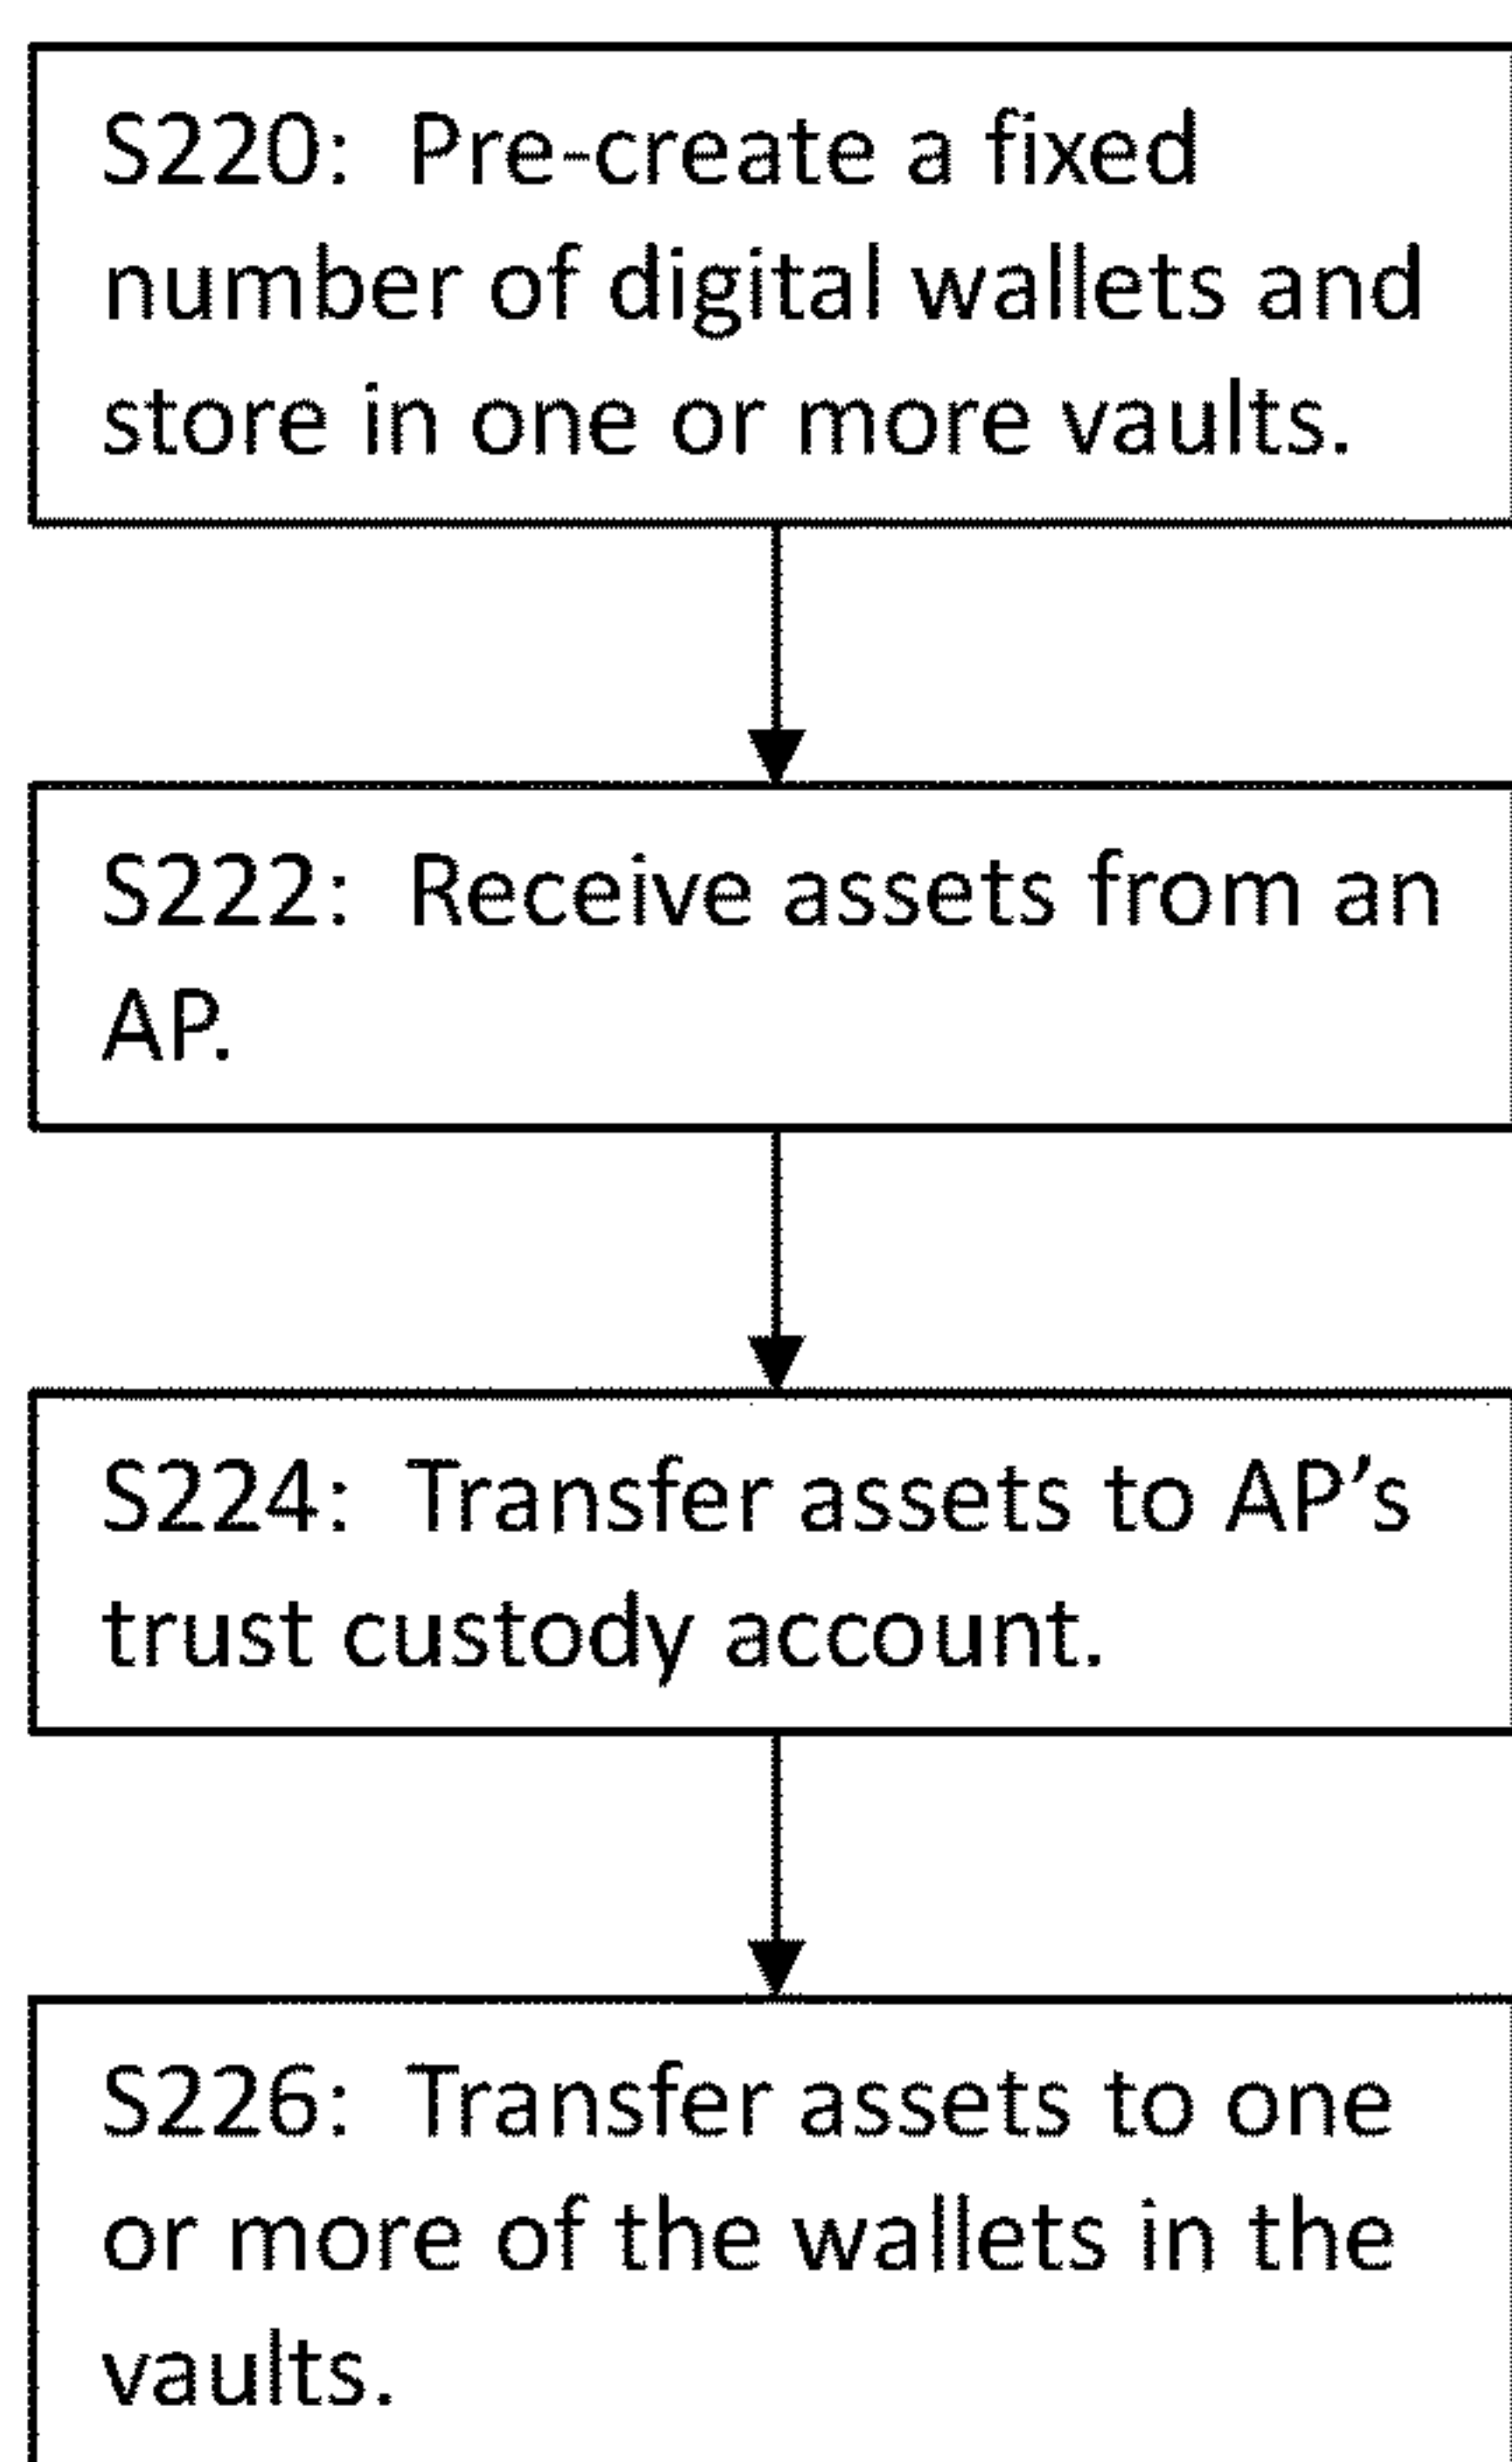 S220: Pre-create a fixed
number of digital wallets and
store in one or more vaults.
S222: Receive assets from an
AP.
S224: Transfer assets to AP’s
trust custody account.
S226: Transfer assets to one
or more of the wallets in the
vaults.